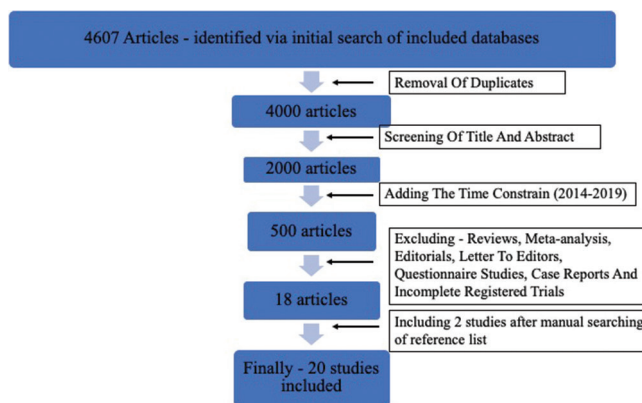 4607 Articles - identified via initial search of included databases
Removal Of Duplicates
4000 articles
Screening Of Title And Abstract
2000 articles
Adding The Time Constrain (2014-2019)
500 articles
Excluding - Reviews, Meta-analysis,
Editorials, Letter To Editors,
Questionnaire Studies, Case Reports And
Incomplete Registered Trials
18 articles
Including 2 studies after manual searching
of reference list
Finally - 20 studies
included